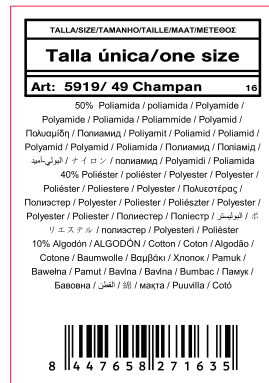 TALLA/SIZE/TAMANHO/TAILLE/MAAT/ΜΕΤΕΘΟΣ
Talla única/one size
Art: 5919/ 49 Champan 16
50% Poliamida / poliamida / Polyamide /
Polyamide / Poliamida / Poliammide / Polyamid /
Πολυαμίδη / Полиамид / Poliyamit / Poliamid / Poliamid /
Polyamid / Polyamid / Poliamida / Полиамид / Поліамід /
البولي-أميد / ナイロン / полиамид / Polyamidi / Poliamida
40% Poliéster / poliéster / Polyester / Polyester /
Poliéster / Poliestere / Polyester / Πολυεστέρας /
Полиэстер / Polyester / Poliester / Poliészter / Polyester /
Polyester / Poliester / Полиестер / Поліестр / البوليستر / ポ
リエステル / полиэстер / Polyesteri / Polièster
10% Algodón / ALGODÓN / Cotton / Coton / Algodão /
Cotone / Baumwolle / Βαμβάκι / Хлопок / Pamuk /
Bawełna / Pamut / Bavlna / Bavlna / Bumbac / Памук /
Бавовна / القطن / 綿 / мақта / Puuvilla / Cotó
8 447658 271635